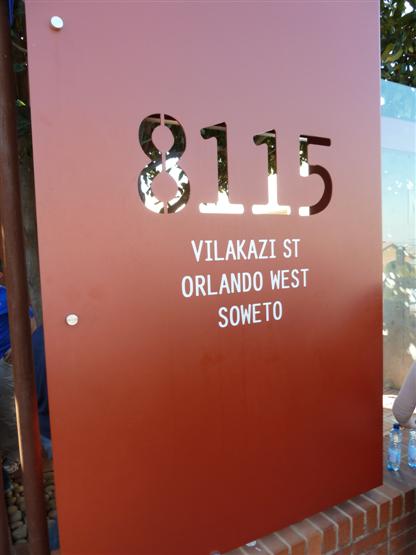 8115
VILAKAZI ST
ORLANDO WEST
SOWETO